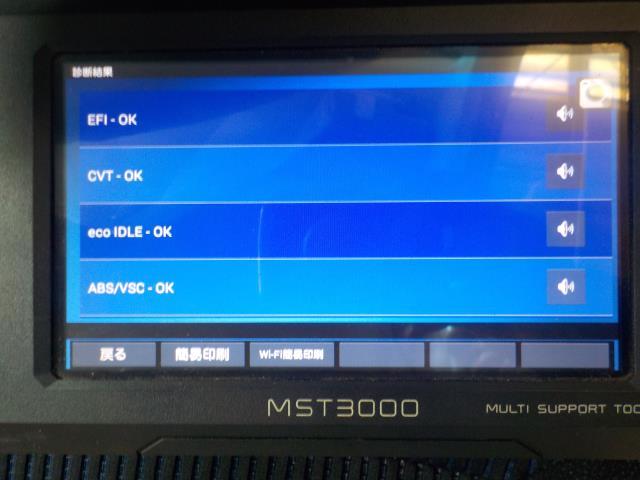 診断結果
EFI - OK
CVT - OK
eco IDLE - OK
ABS/VSC - OK
戻る
簡易印刷
Wi-Fi簡易印刷
MST3000
MULTI SUPPORT TOO